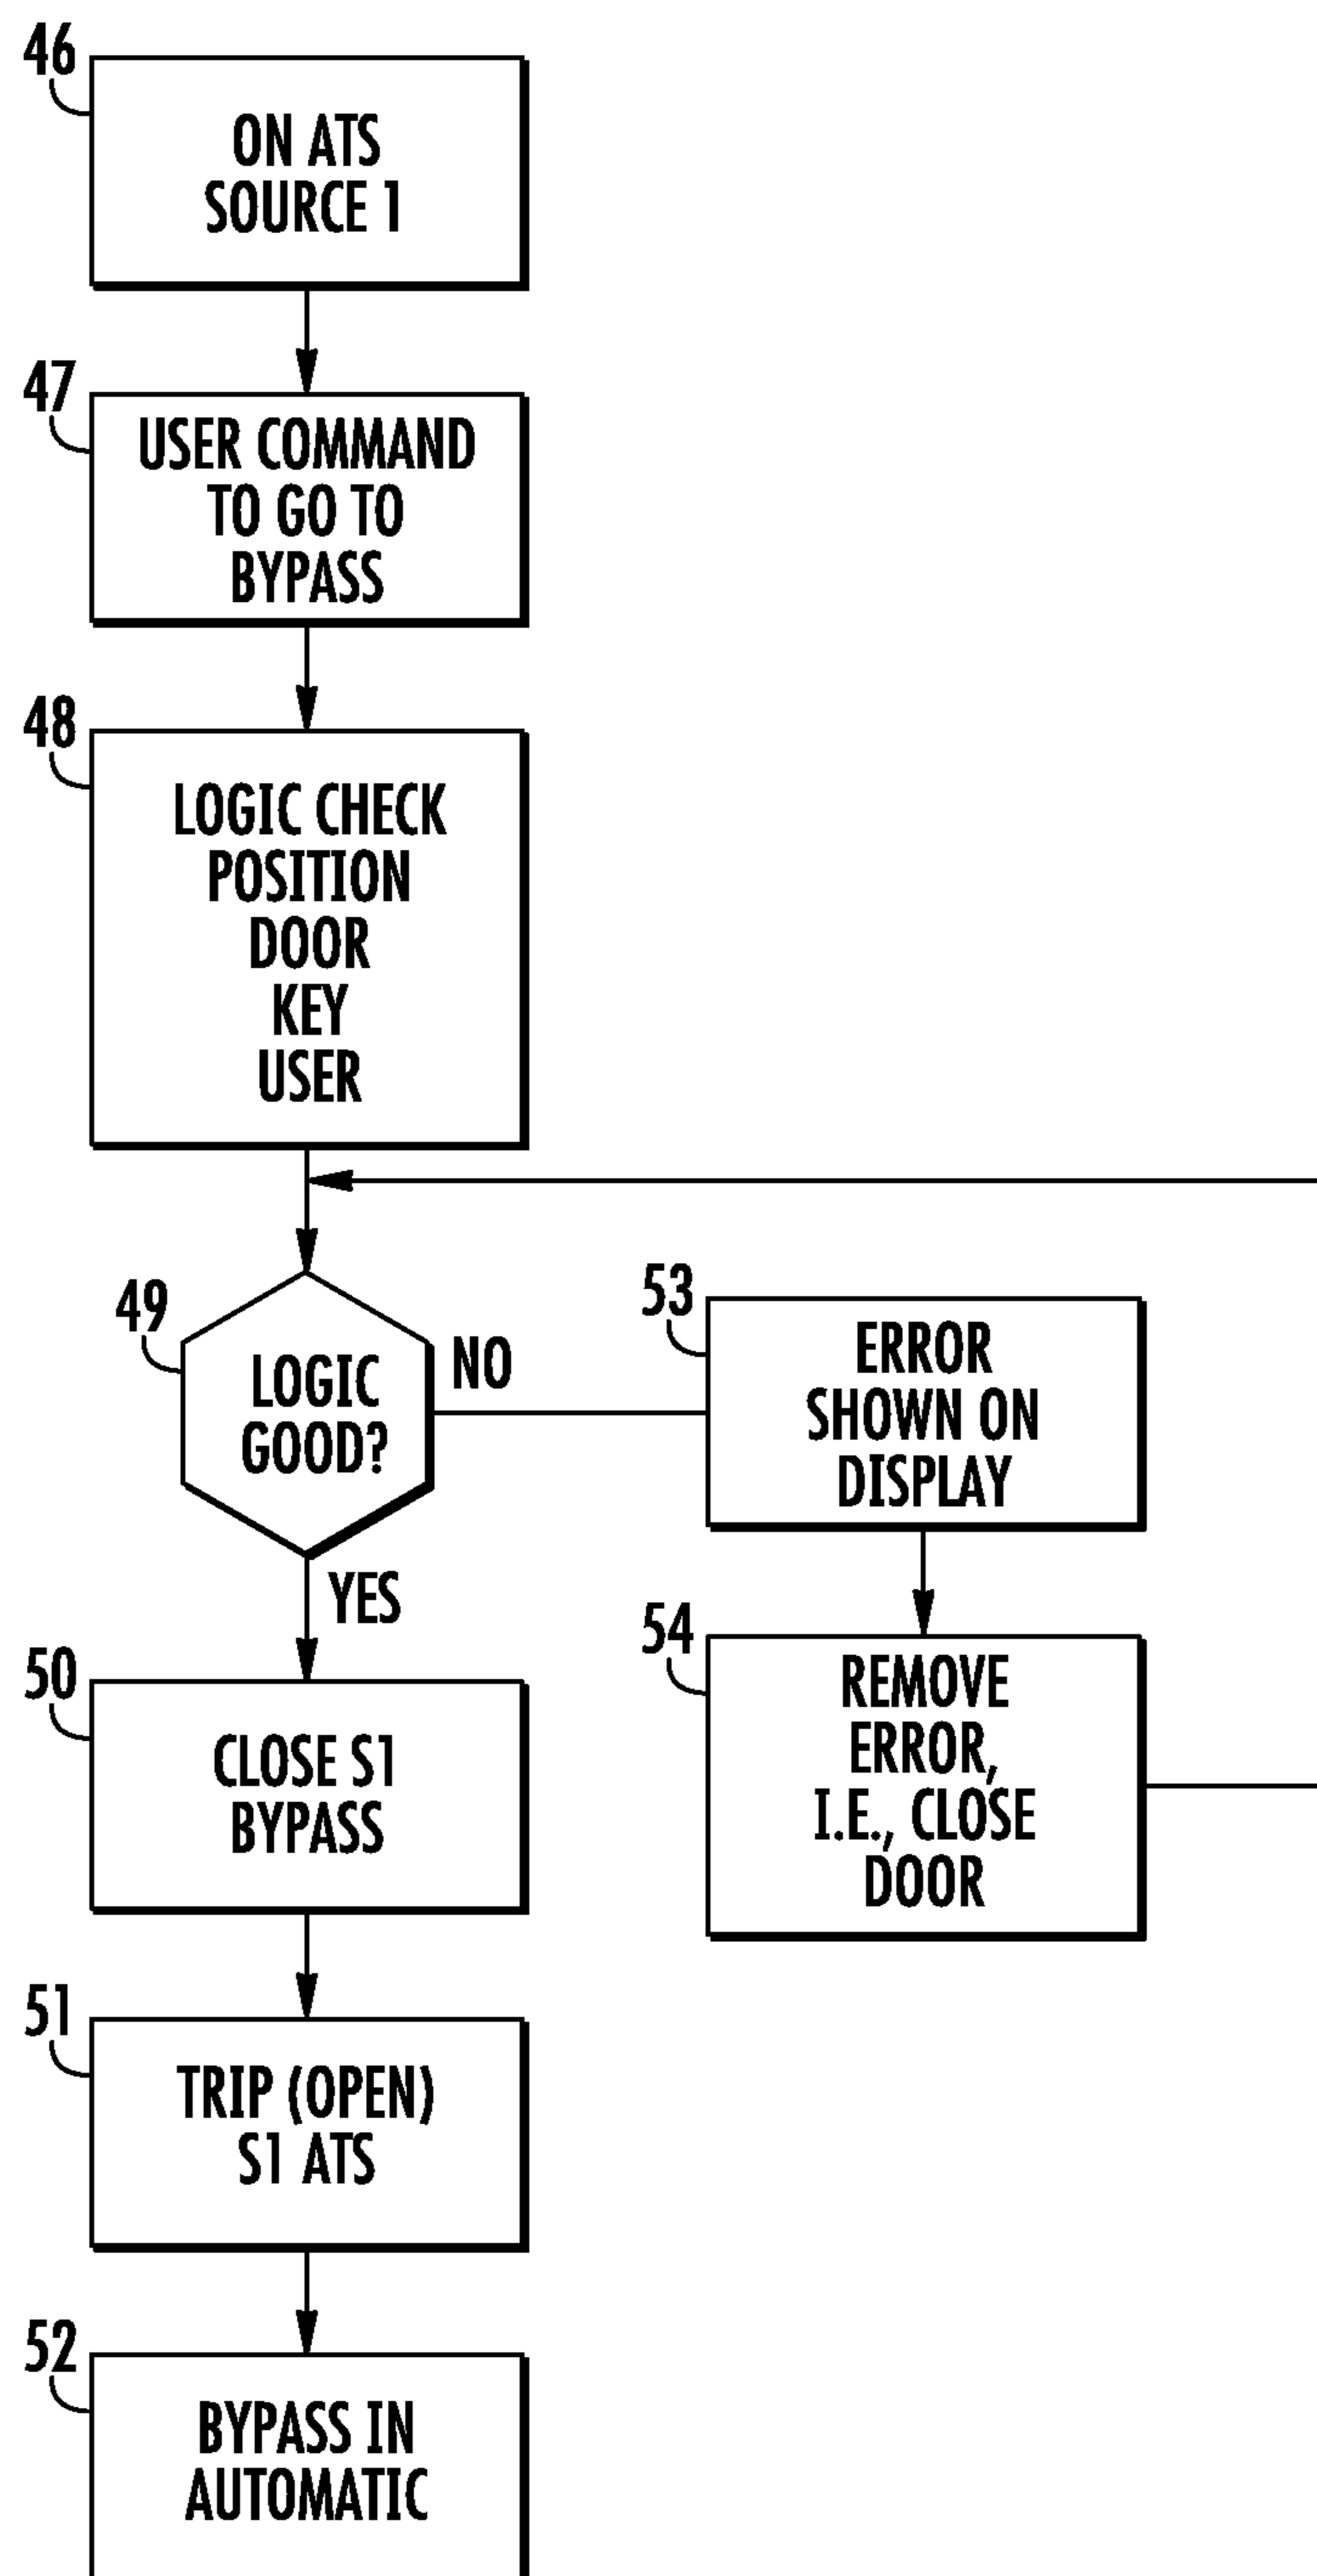 46
ON ATS
SOURCE 1
47
USER COMMAND
TO GO TO
BYPASS
48
LOGIC CHECK
POSITION
DOOR
KEY
USER
49
LOGIC
GOOD?
NO
YES
53
ERROR
SHOWN ON
DISPLAY
54
REMOVE
ERROR,
I.E., CLOSE
DOOR
50
CLOSE S1
BYPASS
51
TRIP (OPEN)
S1 ATS
52
BYPASS IN
AUTOMATIC